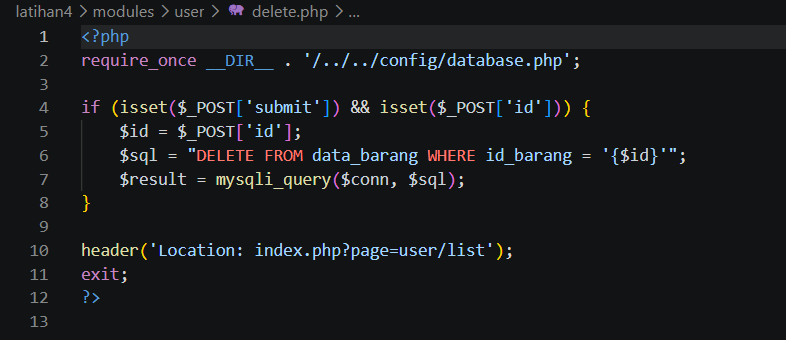 latihan4 > modules > user > delete.php > ...
1 <?php
2 require_once __DIR__ . '/../../config/database.php';
3
4 if (isset($_POST['submit']) && isset($_POST['id'])) {
5     $id = $_POST['id'];
6     $sql = "DELETE FROM data_barang WHERE id_barang = '{$id}'";
7     $result = mysqli_query($conn, $sql);
8 }
9
10 header('Location: index.php?page=user/list');
11 exit;
12 ?>
13